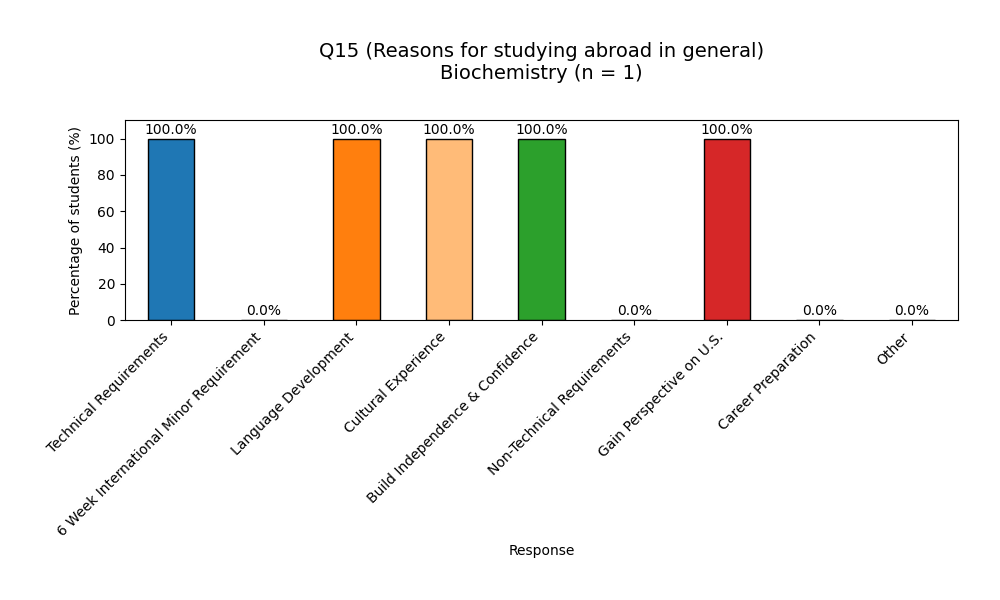 Q15 (Reasons for studying abroad in general)
Biochemistry (n = 1)
Percentage of students (%)
100
80
60
40
20
0
100.0%
0.0%
100.0%
100.0%
100.0%
0.0%
100.0%
0.0%
0.0%
Technical Requirements
6 Week International Minor Requirement
Language Development
Cultural Experience
Build Independence & Confidence
Non-Technical Requirements
Gain Perspective on U.S.
Career Preparation
Other
Response